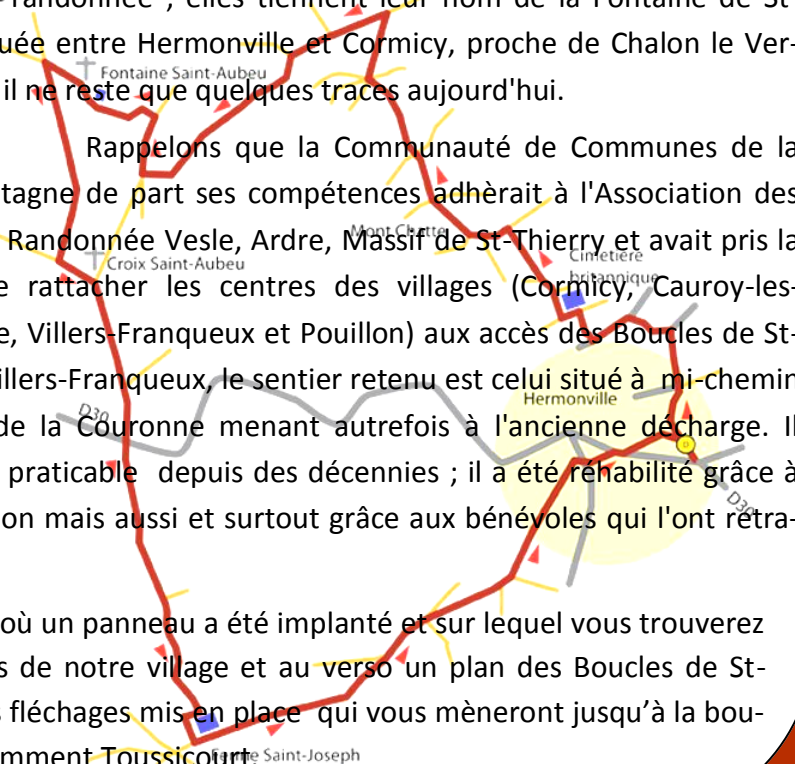 randonnée ; elles tiennent leur nom de la Fontaine de St-
uée entre Hermonville et Cormicy, proche de Chalon le Ver-
il ne reste que quelques traces aujourd'hui.
Rappelons que la Communauté de Communes de la
tagne de part ses compétences adhèrait à l'Association des
Randonnée Vesle, Ardre, Massif de St-Thierry et avait pris la
e rattacher les centres des villages (Cormicy, Cauroy-les-
e, Villers-Franqueux et Pouillon) aux accès des Boucles de St-
illers-Franqueux, le sentier retenu est celui situé à mi-chemin
de la Couronne menant autrefois à l'ancienne décharge. Il
praticable depuis des décennies ; il a été réhabilité grâce à
on mais aussi et surtout grâce aux bénévoles qui l'ont retra-
où un panneau a été implanté et sur lequel vous trouverez
s de notre village et au verso un plan des Boucles de St-
s fléchages mis en place qui vous mèneront jusqu'à la bou-
mment Toussicourt.
Fontaine Saint-Aubeu
Mont Chatte
Croix Saint-Aubeu
Cimetière
britannique
Hermonville
D30
D30
Ferme Saint-Joseph